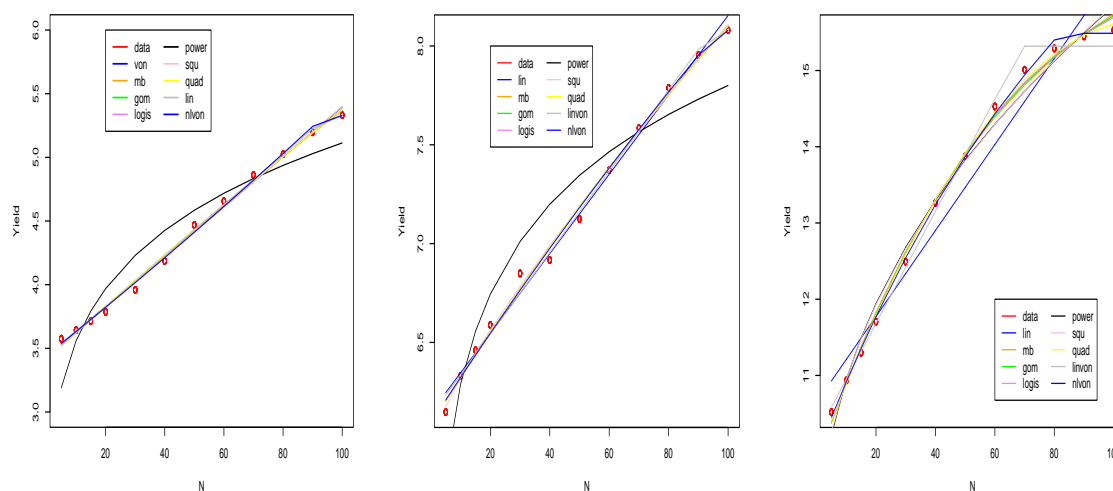 6.0
5.5
5.0
4.5
4.0
3.5
3.0
Yield
20 40 60 80 100
N
data power
von squ
mb quad
gom lin
logis nlvon
8.0
7.5
7.0
6.5
Yield
20 40 60 80 100
N
data power
lin squ
mb quad
gom linvon
logis nlvon
15
14
13
12
11
Yield
20 40 60 80 100
N
data power
lin squ
mb quad
gom linvon
logis nlvon